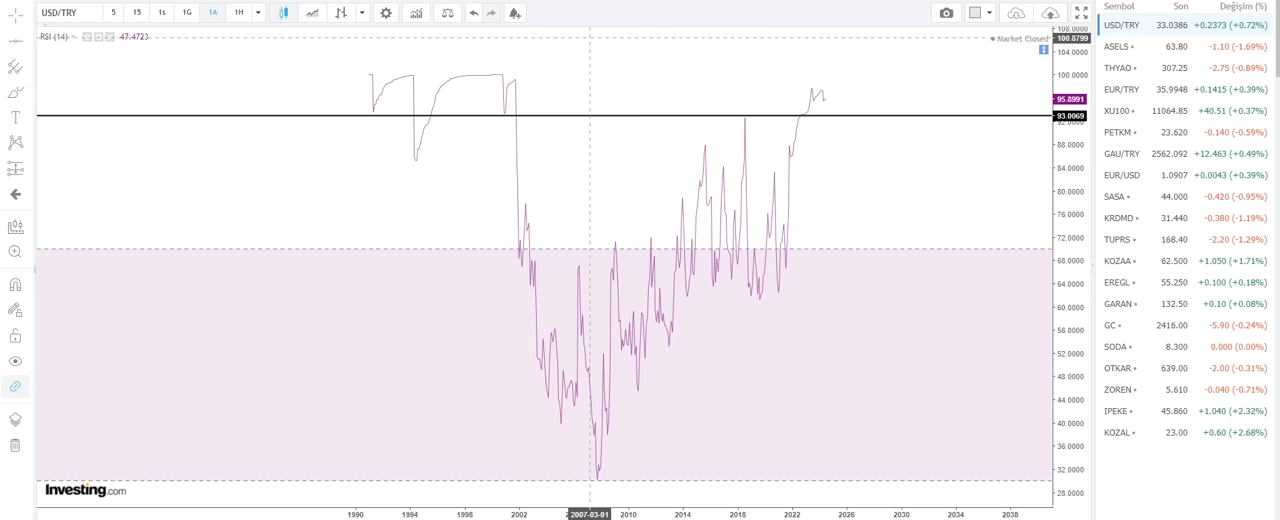 USD/TRY 5 15 1s 1G 1A 1H
RSI (14) 47.4723
Market Closed
108.0000
100.8799
104.0000
100.0000
95.8991
93.0069
92.0000
88.0000
84.0000
80.0000
76.0000
72.0000
68.0000
64.0000
60.0000
56.0000
52.0000
48.0000
44.0000
40.0000
36.0000
32.0000
28.0000
Investing.com
1990 1994 1998 2002 2007-03-01 2010 2014 2018 2022 2026 2030 2034 2038
Sembol Son Değişim (%)
USD/TRY 33.0386 +0.2373 (+0.72%)
ASELS 63.80 -1.10 (-1.69%)
THYAO 307.25 -2.75 (-0.89%)
EUR/TRY 35.9948 +0.1415 (+0.39%)
XU100 11064.85 +40.51 (+0.37%)
PETKM 23.620 -0.140 (-0.59%)
GAU/TRY 2562.092 +12.463 (+0.49%)
EUR/USD 1.0907 +0.0043 (+0.39%)
SASA 44.000 -0.420 (-0.95%)
KRDMD 31.440 -0.380 (-1.19%)
TUPRS 168.40 -2.20 (-1.29%)
KOZAA 62.500 +1.050 (+1.71%)
EREGL 55.250 +0.100 (+0.18%)
GARAN 132.50 +0.10 (+0.08%)
GC 2416.00 -5.90 (-0.24%)
SODA 8.300 0.000 (0.00%)
OTKAR 639.00 -2.00 (-0.31%)
ZOREN 5.610 -0.040 (-0.71%)
IPEKE 45.860 +1.040 (+2.32%)
KOZAL 23.00 +0.60 (+2.68%)